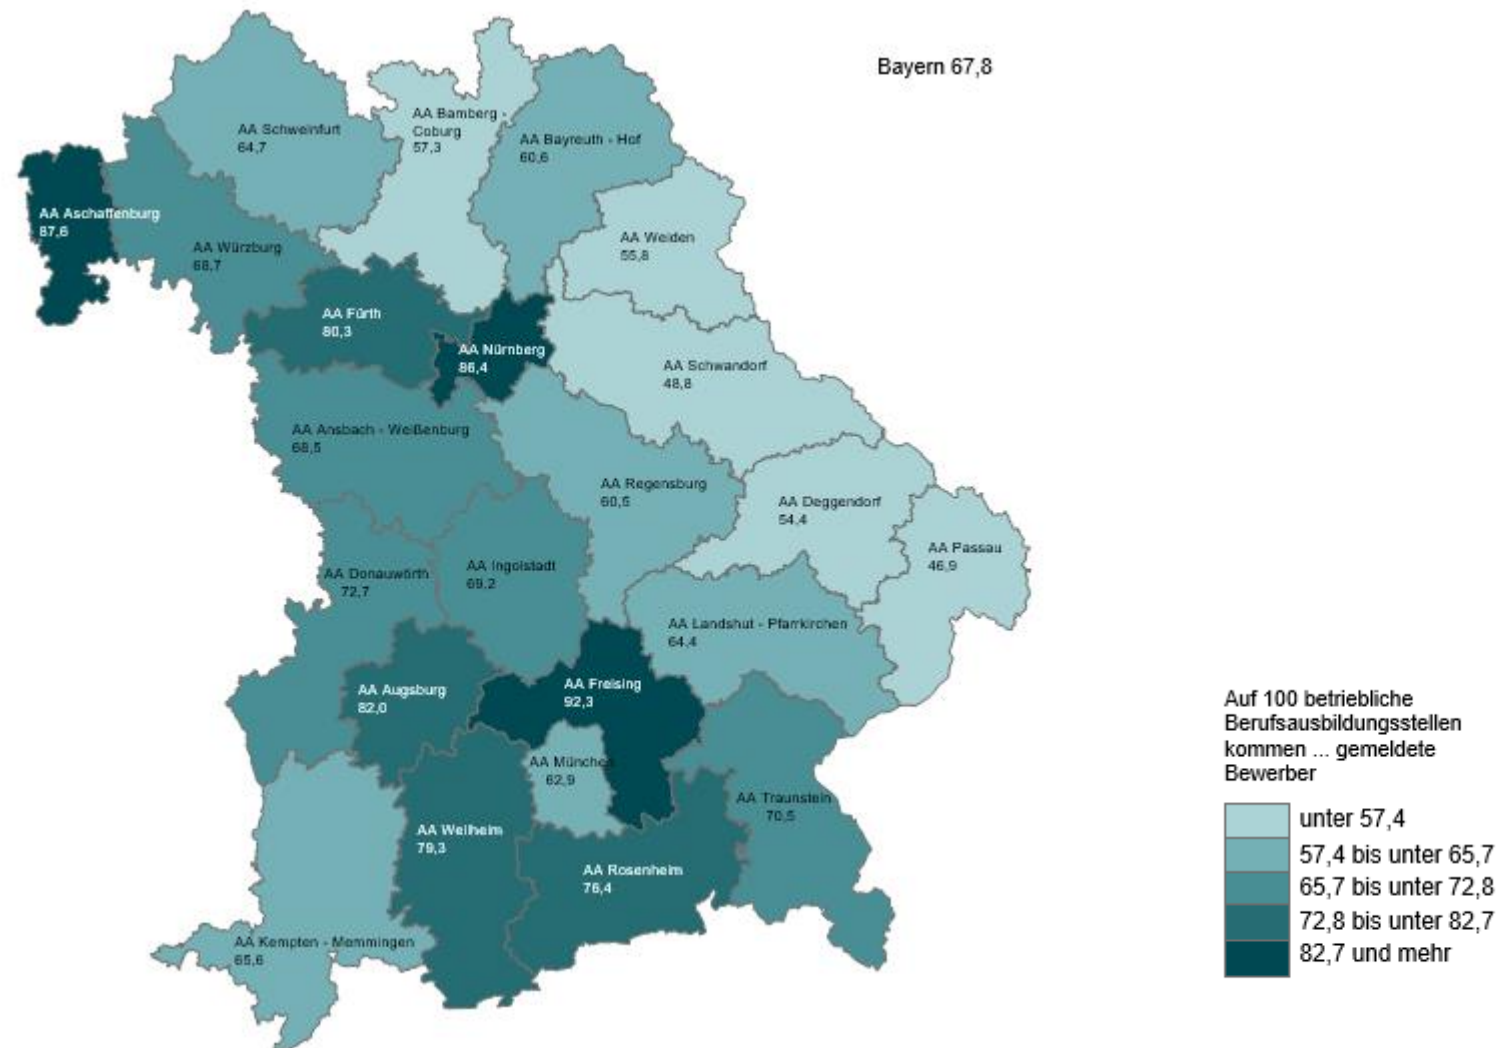 Bayern 67,8
AA Schweinfurt
64,7
AA Bamberg -
Coburg
57,3
AA Bayreuth - Hof
60,6
AA Aschaffenburg
87,6
AA Würzburg
68,7
AA Weiden
55,8
AA Fürth
80,3
AA Nürnberg
86,4
AA Schwandorf
48,8
AA Ansbach - Weißenburg
68,5
AA Regensburg
60,5
AA Deggendorf
54,4
AA Passau
46,9
AA Donauwörth
72,7
AA Ingolstadt
69,2
AA Landshut - Pfarrkirchen
64,4
AA Augsburg
82,0
AA Freising
92,3
AA München
62,9
AA Traunstein
70,5
AA Weilheim
79,3
AA Rosenheim
76,4
AA Kempten - Memmingen
65,6
Auf 100 betriebliche
Berufsausbildungsstellen
kommen ... gemeldete
Bewerber
unter 57,4
57,4 bis unter 65,7
65,7 bis unter 72,8
72,8 bis unter 82,7
82,7 und mehr